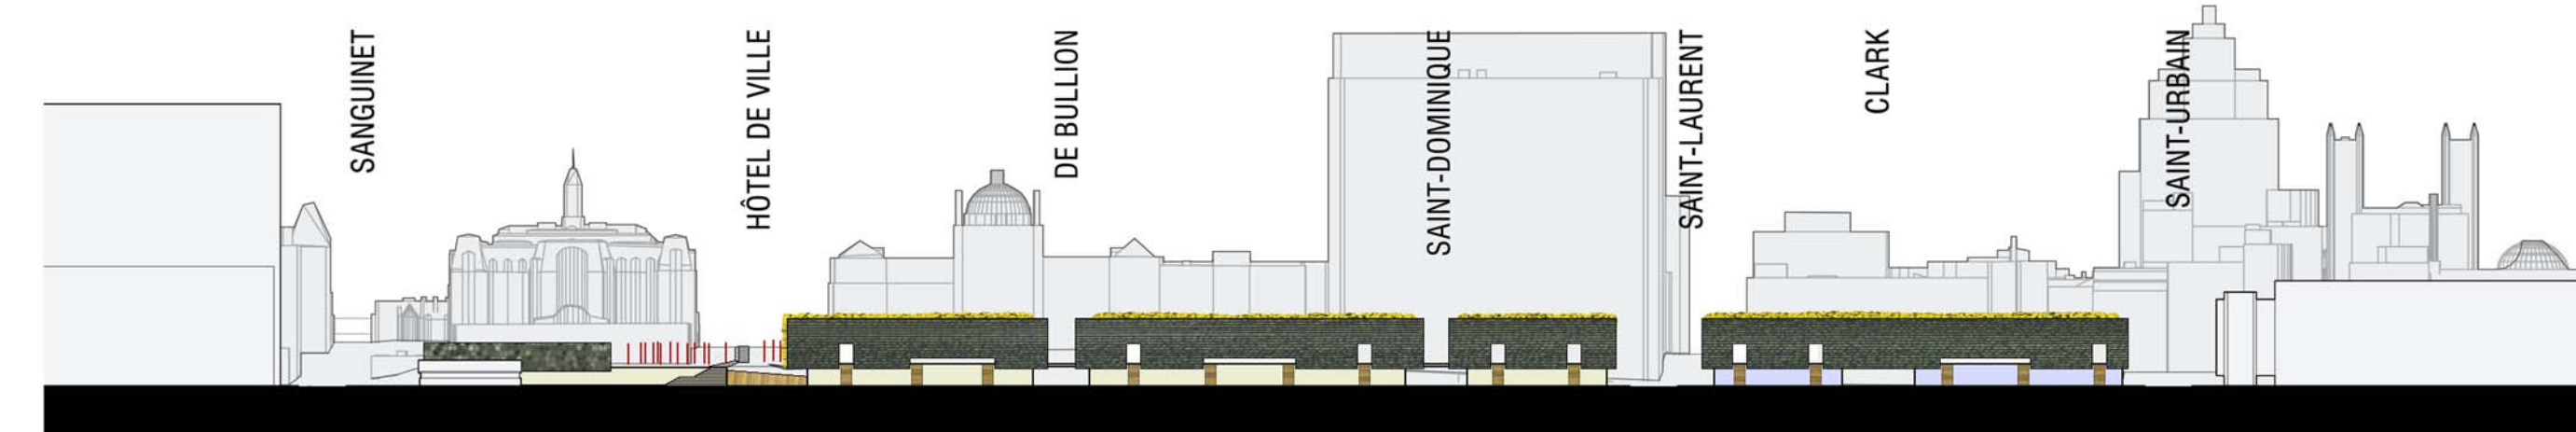 SANGUINET
HÔTEL DE VILLE
DE BULLION
SAINT-DOMINIQUE
SAINT-LAURENT
CLARK
SAINT-URBAIN